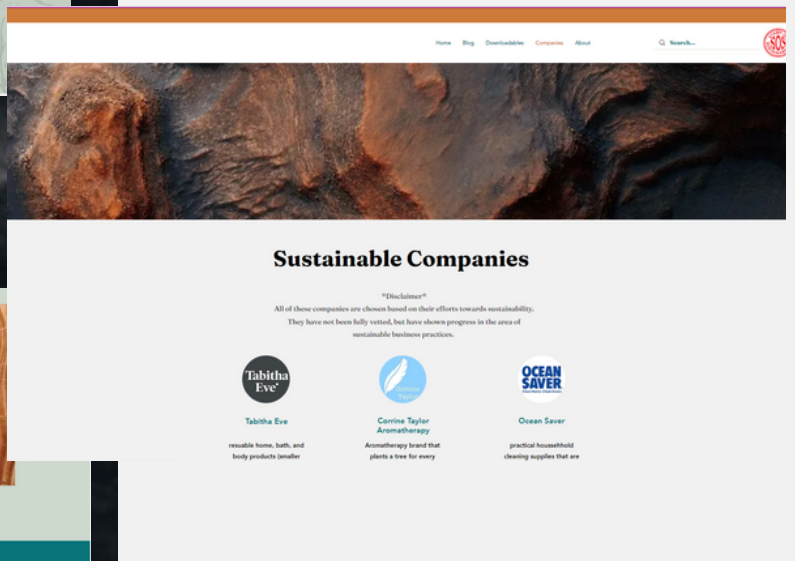 Home Blog Downloadables Companies About
Search...
SOS
Sustainable Companies
*Disclaimer*
All of these companies are chosen based on their efforts towards sustainability.
They have not been fully vetted, but have shown progress in the area of
sustainable business practices.
Tabitha
Eve
OCEAN
SAVER
Tabitha Eve
Corrine Taylor
Aromatherapy
Ocean Saver
resuable home, bath, and
body products (smaller
Aromatherapy brand that
plants a tree for every
practical houssehhold
cleaning supplies that are